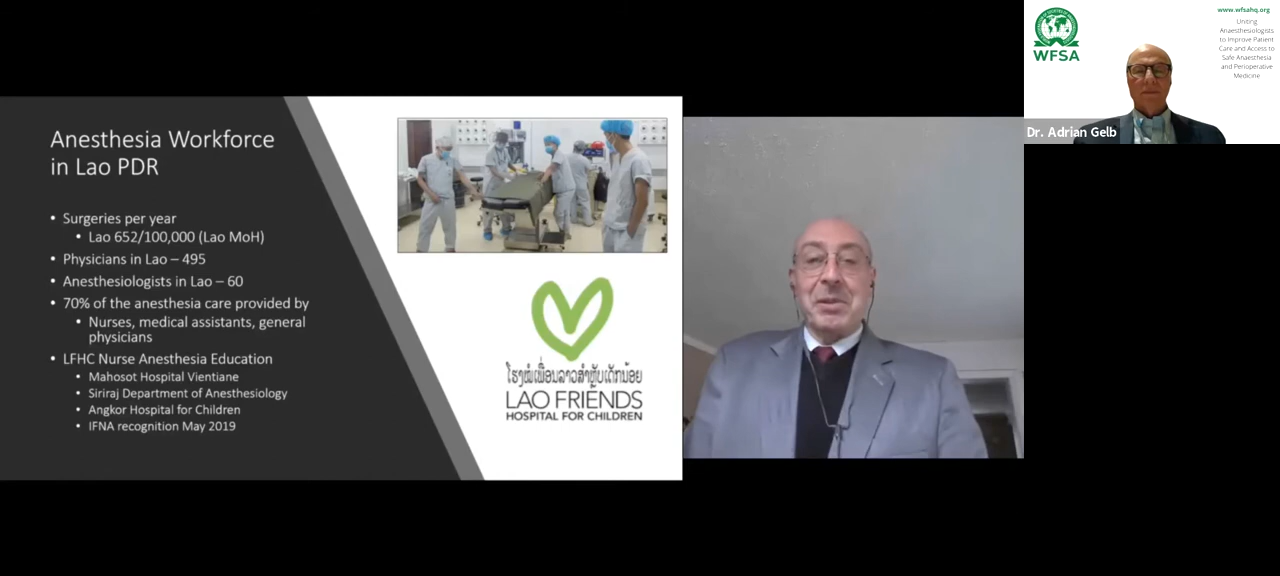 Anesthesia Workforce
in Lao PDR
• Surgeries per year
• Lao 652/100,000 (Lao MoH)
• Physicians in Lao – 495
• Anesthesiologists in Lao – 60
• 70% of the anesthesia care provided by
• Nurses, medical assistants, general
physicians
• LFHC Nurse Anesthesia Education
• Mahosot Hospital Vientiane
• Siriraj Department of Anesthesiology
• Angkor Hospital for Children
• IFNA recognition May 2019
LAO FRIENDS
HOSPITAL FOR CHILDREN
WFSA
www.wfsahq.org
Uniting
Anaesthesiologists
to Improve Patient
Care and Access to
Safe Anaesthesia
and Perioperative
Medicine
Dr. Adrian Gelb